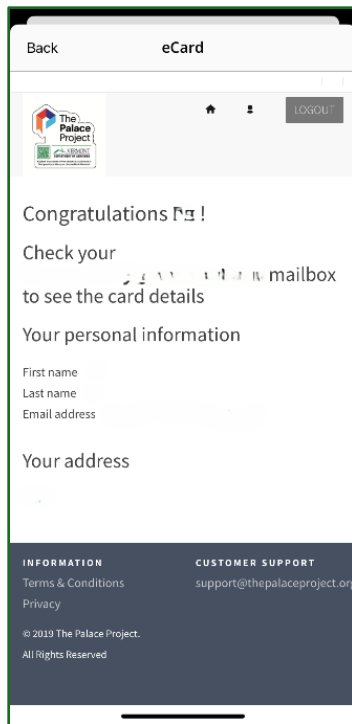 Back
eCard
The
Palace
Project
VERMONT
LOGOUT
Congratulations !
Check your
mailbox
to see the card details
Your personal information
First name
Last name
Email address
Your address
INFORMATION
Terms & Conditions
Privacy
© 2019 The Palace Project.
All Rights Reserved
CUSTOMER SUPPORT
support@thepalaceproject.org